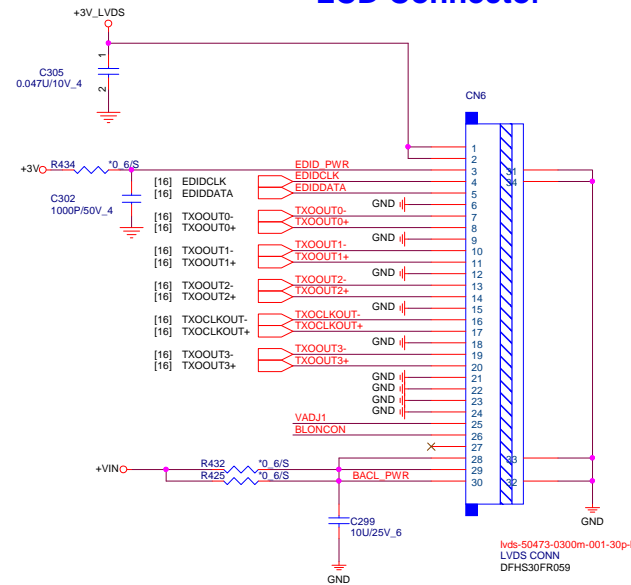 LCD Connector
+3V_LVDS
C305
0.047U/10V_4
1
2
CN6
+3V
R434
*0_6/S
EDID_PWR
C302
1000P/50V_4
[16] EDIDCLK
EDIDCLK
[16] EDIDDATA
EDIDDATA
GND
[16] TXOOUT0-
TXOOUT0-
[16] TXOOUT0+
TXOOUT0+
GND
[16] TXOOUT1-
TXOOUT1-
[16] TXOOUT1+
TXOOUT1+
GND
[16] TXOOUT2-
TXOOUT2-
[16] TXOOUT2+
TXOOUT2+
GND
[16] TXOCLKOUT-
TXOCLKOUT-
[16] TXOCLKOUT+
TXOCLKOUT+
GND
[16] TXOOUT3-
TXOOUT3-
[16] TXOOUT3+
TXOOUT3+
GND
GND
GND
GND
VADJ1
BLONCON
+VIN
R432
*0_6/S
R425
*0_6/S
BACL_PWR
C299
10U/25V_6
GND
1
2
3
4
5
6
7
8
9
10
11
12
13
14
15
16
17
18
19
20
21
22
23
24
25
26
27
28
29
30
31
34
33
32
GND
lvds-50473-0300m-001-30p-
LVDS CONN
DFHS30FR059